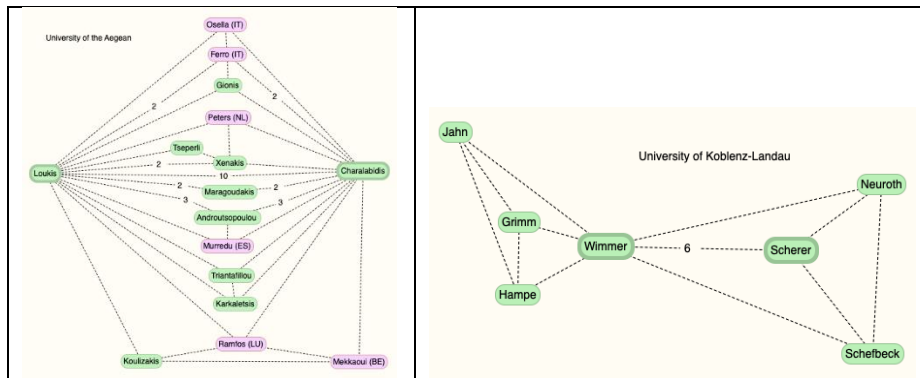 Osella (IT)
University of the Aegean
Ferro (IT)
Gionis
2
2
Peters (NL)
Tseperli
Xenakis
2
Loukis
10
Charalabidis
2
Maragoudakis
2
3
Androutsopoulou
3
Murredu (ES)
Triantafillou
Karkaletsis
Ramfos (LU)
Koulizakis
Mekkaoui (BE)
Jahn
University of Koblenz-Landau
Neuroth
Grimm
Wimmer
6
Scherer
Hampe
Schefbeck